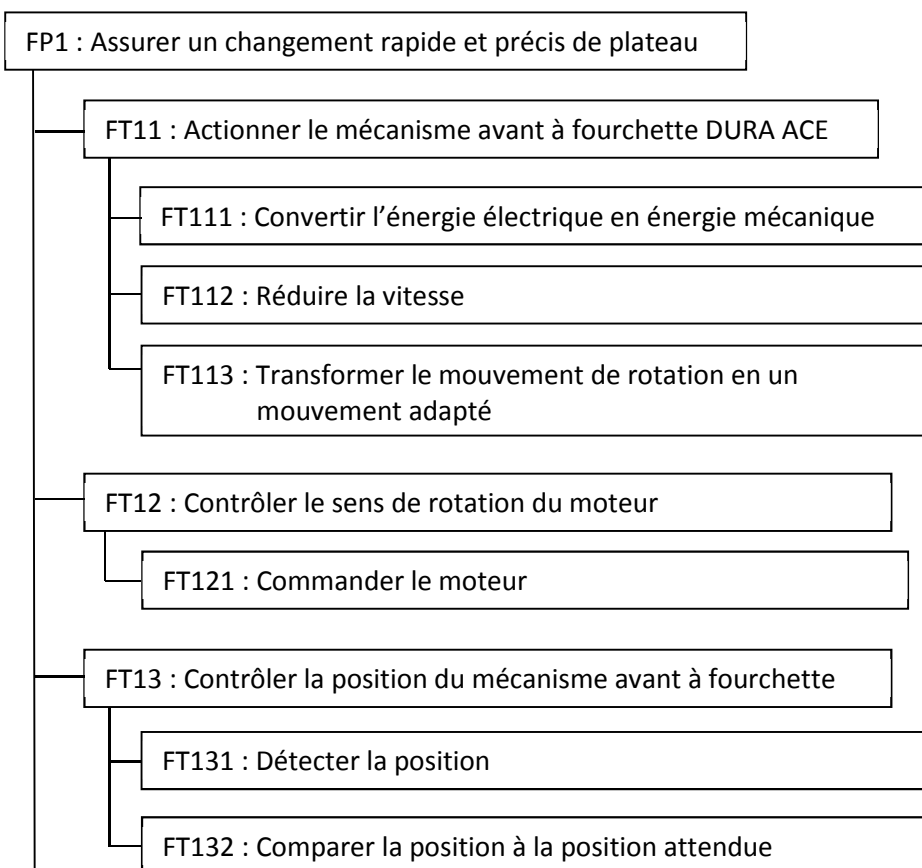 FP1 : Assurer un changement rapide et précis de plateau
FT11 : Actionner le mécanisme avant à fourchette DURA ACE
FT111 : Convertir l’énergie électrique en énergie mécanique
FT112 : Réduire la vitesse
FT113 : Transformer le mouvement de rotation en un
mouvement adapté
FT12 : Contrôler le sens de rotation du moteur
FT121 : Commander le moteur
FT13 : Contrôler la position du mécanisme avant à fourchette
FT131 : Détecter la position
FT132 : Comparer la position à la position attendue